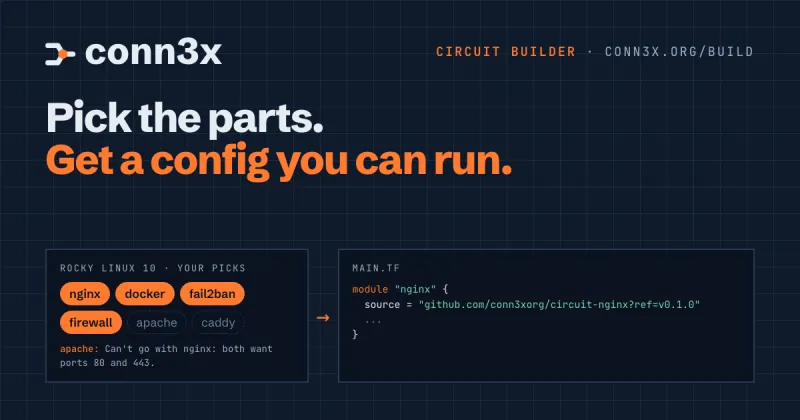 conn3x
CIRCUIT BUILDER · CONN3X.ORG/BUILD
Pick the parts.
Get a config you can run.
ROCKY LINUX 10 · YOUR PICKS
nginx docker fail2ban
firewall apache caddy
apache: Can't go with nginx: both want
ports 80 and 443.
→
MAIN.TF
module "nginx" {
source = "github.com/conn3xorg/circuit-nginx?ref=v0.1.0"
...
}